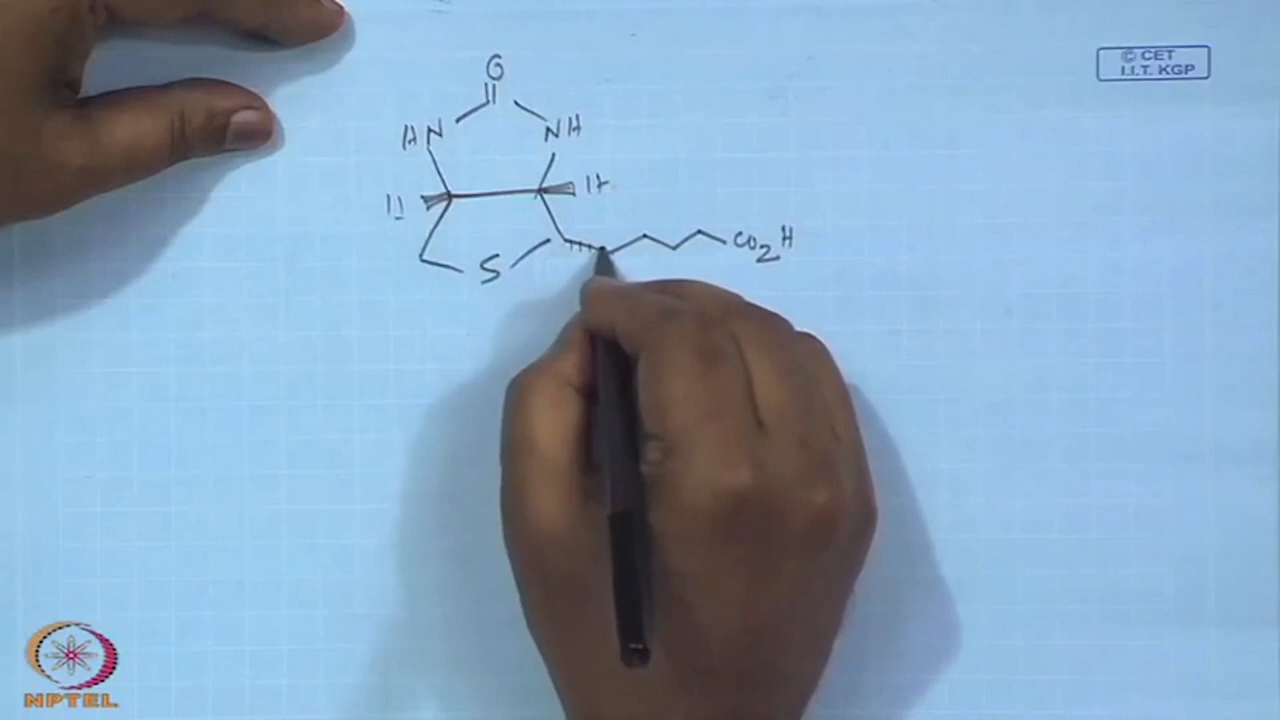 O
HN NH
H H
S CO2H
© CET
I.I.T. KGP
NPTEL